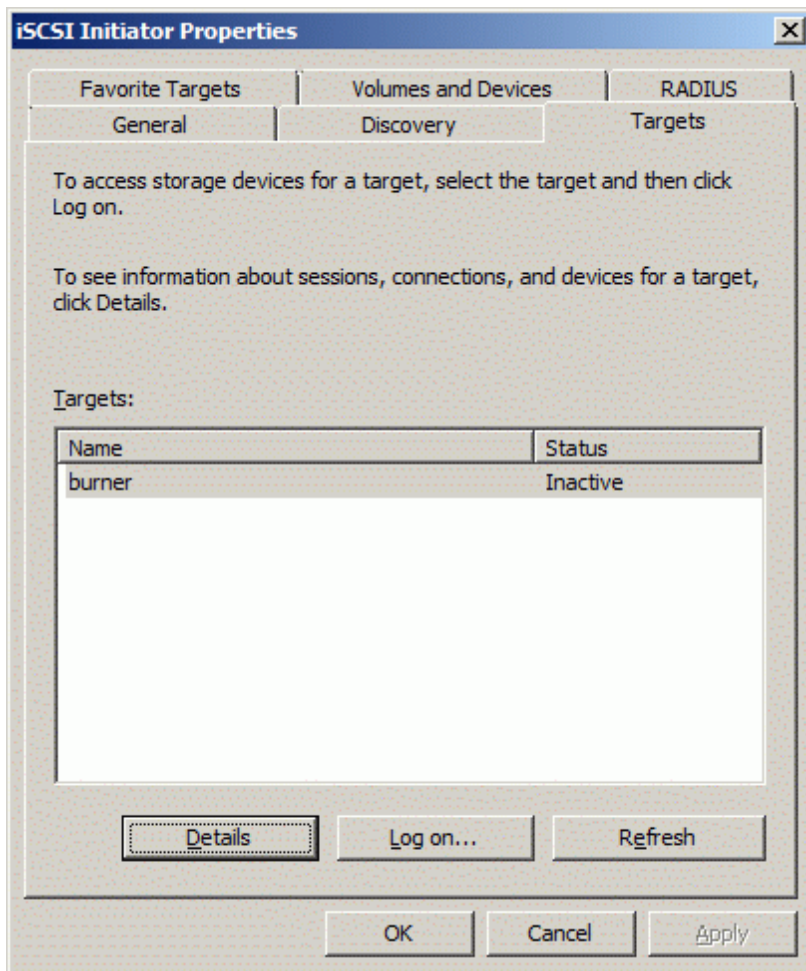 iSCSI Initiator Properties
Favorite Targets
Volumes and Devices
RADIUS
General
Discovery
Targets
To access storage devices for a target, select the target and then click
Log on.
To see information about sessions, connections, and devices for a target,
click Details.
Targets:
Name Status
burner Inactive
Details
Log on...
Refresh
OK
Cancel
Apply